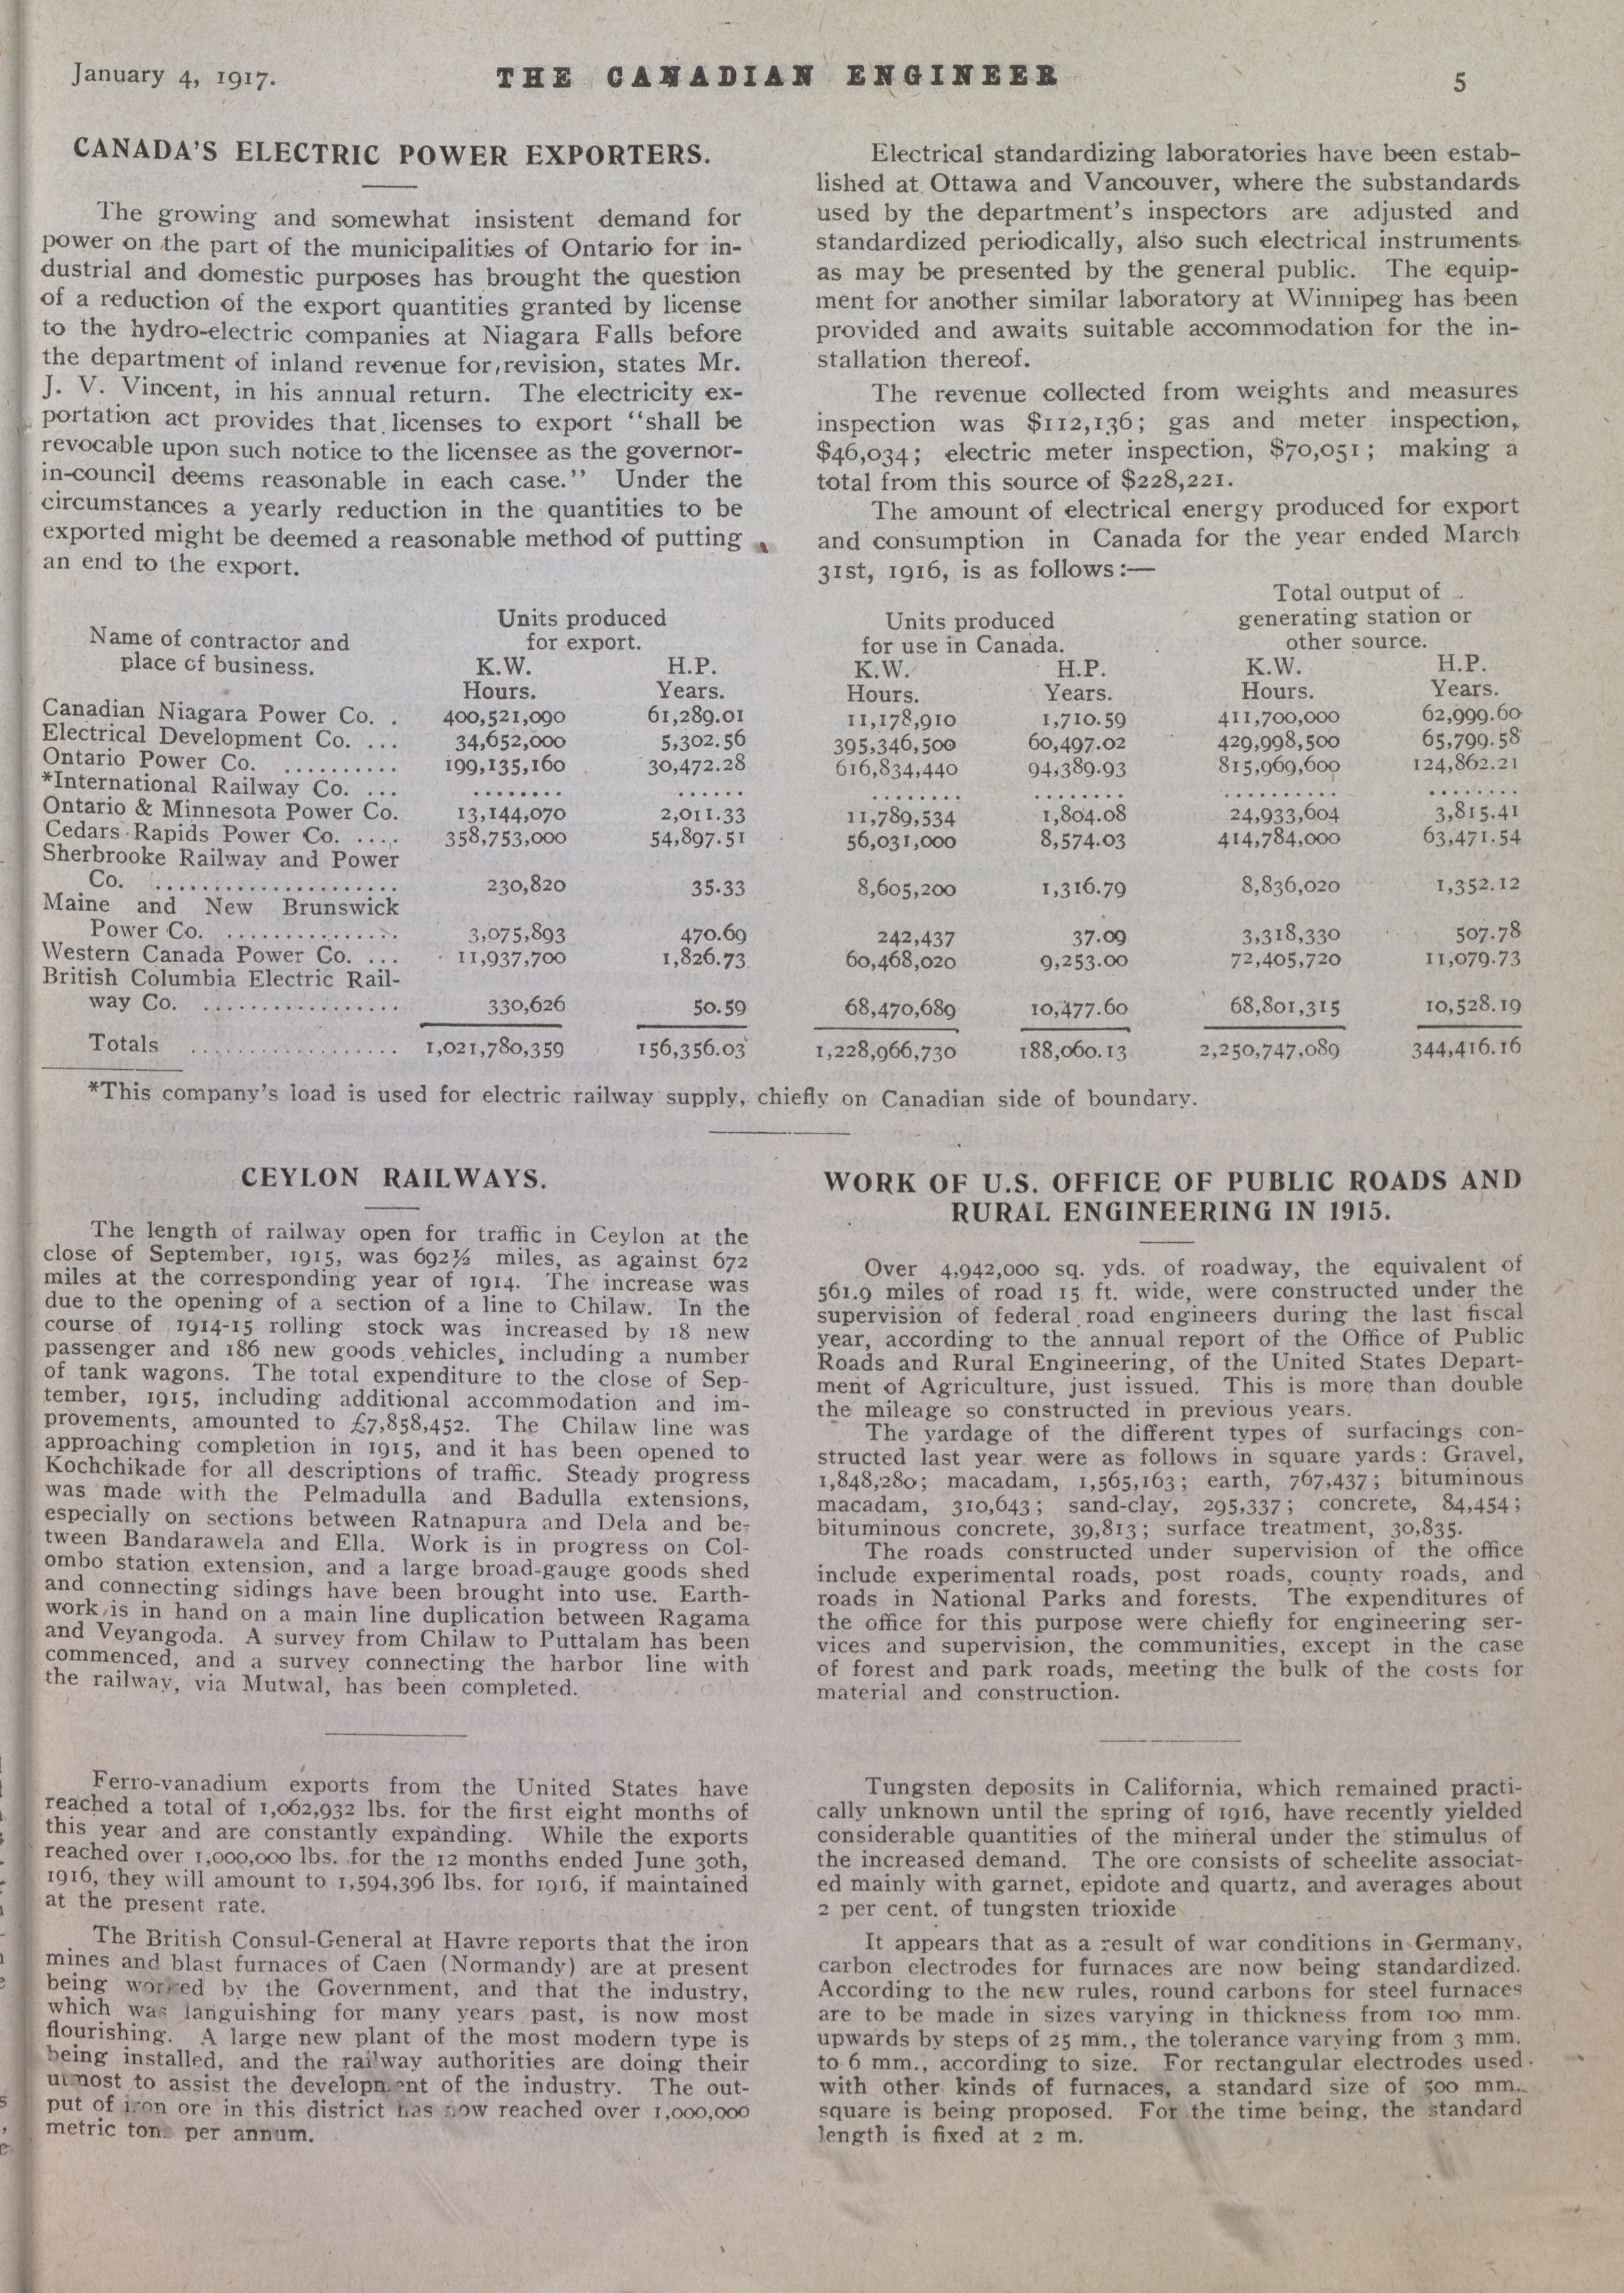 January 4, 1917.
THE CANADIAN ENGINEER
5
CANADA'S ELECTRIC POWER EXPORTERS.
The growing and somewhat insistent demand for
power on the part of the municipalities of Ontario for in-
dustrial and domestic purposes has brought the question
of a reduction of the export quantities granted by license
to the hydro-electric companies at Niagara Falls before
the department of inland revenue for revision, states Mr.
J. V. Vincent, in his annual return. The electricity ex-
portation act provides that licenses to export "shall be
revocable upon such notice to the licensee as the governor-
in-council deems reasonable in each case." Under the
circumstances a yearly reduction in the quantities to be
exported might be deemed a reasonable method of putting
an end to the export.
Electrical standardizing laboratories have been estab-
lished at Ottawa and Vancouver, where the substandards
used by the department's inspectors are adjusted and
standardized periodically, also such electrical instruments
as may be presented by the general public. The equip-
ment for another similar laboratory at Winnipeg has been
provided and awaits suitable accommodation for the in-
stallation thereof.
The revenue collected from weights and measures
inspection was $112,136; gas and meter inspection,
$46,034; electric meter inspection, $70,051; making a
total from this source of $228,221.
The amount of electrical energy produced for export
and consumption in Canada for the year ended March
31st, 1916, is as follows:—
Total output of
Units produced Units produced generating station or
Name of contractor and for export. for use in Canada. other source.
place of business. K.W. H.P. K.W. H.P. K.W. H.P.
Hours. Years. Hours. Years. Hours. Years.
Canadian Niagara Power Co. . 400,521,090 61,289.01 11,178,910 1,710.59 411,700,000 62,999.60
Electrical Development Co. ... 34,652,000 5,302.56 395,346,500 60,497.02 429,998,500 65,799.58
Ontario Power Co. .......... 199,135,160 30,472.28 616,834,440 94,389.93 815,969,600 124,862.21
*International Railway Co. ... ........ ...... ........ ........ .......... ........
Ontario & Minnesota Power Co. 13,144,070 2,011.33 11,789,534 1,804.08 24,933,604 3,815.41
Cedars Rapids Power Co. .... 358,753,000 54,897.51 56,031,000 8,574.03 414,784,000 63,471.54
Sherbrooke Railway and Power
Co. ..................... 230,820 35.33 8,605,200 1,316.79 8,836,020 1,352.12
Maine and New Brunswick
Power Co. ............... 3,075,893 470.69 242,437 37.09 3,318,330 507.78
Western Canada Power Co. ... 11,937,700 1,826.73 60,468,020 9,253.00 72,405,720 11,079.73
British Columbia Electric Rail-
way Co. ................. 330,626 50.59 68,470,689 10,477.60 68,801,315 10,528.19
Totals .................. 1,021,780,359 156,356.03 1,228,966,730 188,060.13 2,250,747,089 344,416.16
*This company's load is used for electric railway supply, chiefly on Canadian side of boundary.
CEYLON RAILWAYS.
The length of railway open for traffic in Ceylon at the
close of September, 1915, was 692½ miles, as against 672
miles at the corresponding year of 1914. The increase was
due to the opening of a section of a line to Chilaw. In the
course of 1914-15 rolling stock was increased by 18 new
passenger and 186 new goods vehicles, including a number
of tank wagons. The total expenditure to the close of Sep-
tember, 1915, including additional accommodation and im-
provements, amounted to £7,858,452. The Chilaw line was
approaching completion in 1915, and it has been opened to
Kochchikade for all descriptions of traffic. Steady progress
was made with the Pelmadulla and Badulla extensions,
especially on sections between Ratnapura and Dela and be-
tween Bandarawela and Ella. Work is in progress on Col-
ombo station extension, and a large broad-gauge goods shed
and connecting sidings have been brought into use. Earth-
work is in hand on a main line duplication between Ragama
and Veyangoda. A survey from Chilaw to Puttalam has been
commenced, and a survey connecting the harbor line with
the railway, via Mutwal, has been completed.
Ferro-vanadium exports from the United States have
reached a total of 1,062,932 lbs. for the first eight months of
this year and are constantly expanding. While the exports
reached over 1,000,000 lbs. for the 12 months ended June 30th,
1916, they will amount to 1,594,396 lbs. for 1916, if maintained
at the present rate.
The British Consul-General at Havre reports that the iron
mines and blast furnaces of Caen (Normandy) are at present
being worked by the Government, and that the industry,
which was languishing for many years past, is now most
flourishing. A large new plant of the most modern type is
being installed, and the railway authorities are doing their
utmost to assist the development of the industry. The out-
put of iron ore in this district has now reached over 1,000,000
metric tons per annum.
WORK OF U.S. OFFICE OF PUBLIC ROADS AND
RURAL ENGINEERING IN 1915.
Over 4,942,000 sq. yds. of roadway, the equivalent of
561.9 miles of road 15 ft. wide, were constructed under the
supervision of federal road engineers during the last fiscal
year, according to the annual report of the Office of Public
Roads and Rural Engineering, of the United States Depart-
ment of Agriculture, just issued. This is more than double
the mileage so constructed in previous years.
The yardage of the different types of surfacings con-
structed last year were as follows in square yards: Gravel,
1,848,280; macadam, 1,565,163; earth, 767,437; bituminous
macadam, 310,643; sand-clay, 295,337; concrete, 84,454;
bituminous concrete, 39,813; surface treatment, 30,835.
The roads constructed under supervision of the office
include experimental roads, post roads, county roads, and
roads in National Parks and forests. The expenditures of
the office for this purpose were chiefly for engineering ser-
vices and supervision, the communities, except in the case
of forest and park roads, meeting the bulk of the costs for
material and construction.
Tungsten deposits in California, which remained practi-
cally unknown until the spring of 1916, have recently yielded
considerable quantities of the mineral under the stimulus of
the increased demand. The ore consists of scheelite associat-
ed mainly with garnet, epidote and quartz, and averages about
2 per cent. of tungsten trioxide
It appears that as a result of war conditions in Germany,
carbon electrodes for furnaces are now being standardized.
According to the new rules, round carbons for steel furnaces
are to be made in sizes varying in thickness from 100 mm.
upwards by steps of 25 mm., the tolerance varying from 3 mm.
to 6 mm., according to size. For rectangular electrodes used
with other kinds of furnaces, a standard size of 500 mm.
square is being proposed. For the time being, the standard
length is fixed at 2 m.